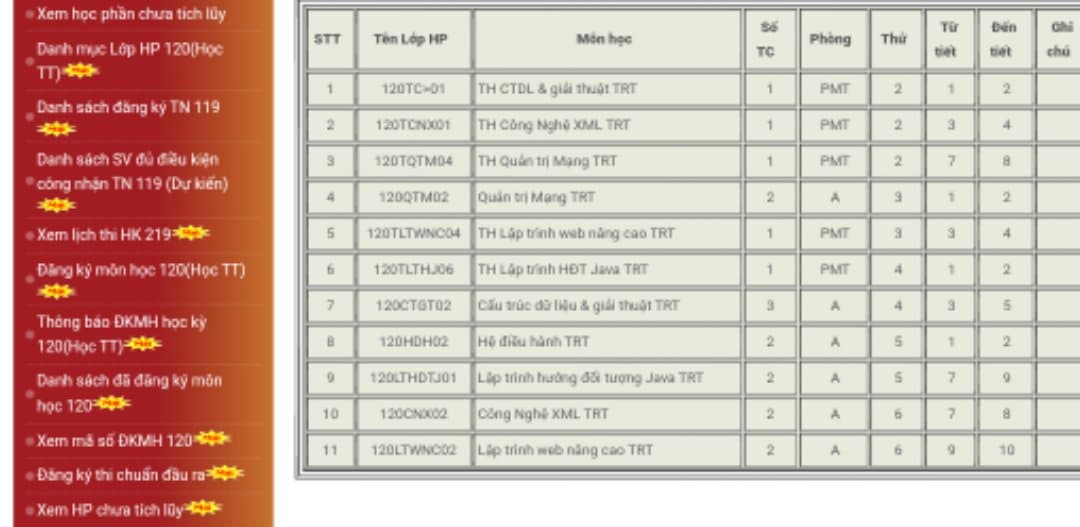 Xem học phần chưa tích lũy
Danh mục Lớp HP 120(Học
TT)
Danh sách đăng ký TN 119
Danh sách SV đủ điều kiện
công nhận TN 119 (Dự kiến)
Xem lịch thi HK 219
Đăng ký môn học 120(Học TT)
Thông báo ĐKMH học kỳ
120(Học TT)
Danh sách đã đăng ký môn
học 120
Xem mã số ĐKMH 120
Đăng ký thi chuẩn đầu ra
Xem HP chưa tích lũy
STT Tên Lớp HP Môn học Số TC Phòng Thứ Từ tiết Đến tiết Ghi chú
1 TH CTDL & giải thuật TRT 1 PMT 2 1 2
2 120TCNX01 TH Công Nghệ XML TRT 1 PMT 2 3 4
3 120TQTM04 TH Quản trị Mạng TRT 1 PMT 2 7 8
4 120QTM02 Quản trị Mạng TRT 2 A 3 1 2
5 120TLTWNC04 TH Lập trình web nâng cao TRT 1 PMT 3 3 4
6 120TLTHJ06 TH Lập trình HĐT Java TRT 1 PMT 4 1 2
7 120CTGT02 Cấu trúc dữ liệu & giải thuật TRT 3 A 4 3 5
8 120HDH02 Hệ điều hành TRT 2 A 5 1 2
9 120LTHDTJ01 Lập trình hướng đối tượng Java TRT 2 A 5 7 9
10 120CNX02 Công Nghệ XML TRT 2 A 6 7 8
11 120LTWNC02 Lập trình web nâng cao TRT 2 A 6 9 10